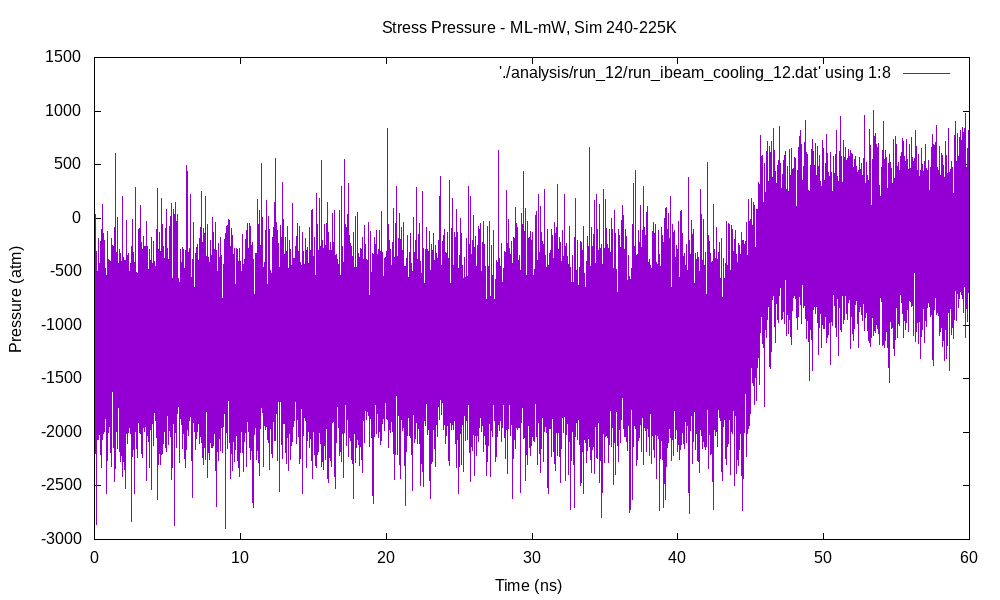 Stress Pressure - ML-mW, Sim 240-225K
'./analysis/run_12/run_ibeam_cooling_12.dat' using 1:8
1500
1000
500
0
-500
-1000
-1500
-2000
-2500
-3000
Pressure (atm)
0 10 20 30 40 50 60
Time (ns)